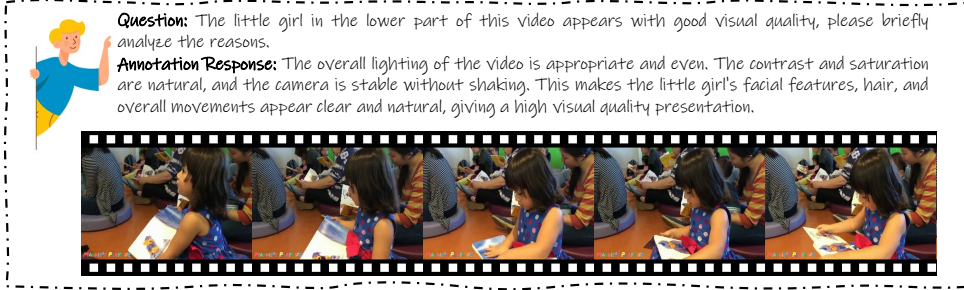 Question: The little girl in the lower part of this video appears with good visual quality, please briefly
analyze the reasons.
Annotation Response: The overall lighting of the video is appropriate and even. The contrast and saturation
are natural, and the camera is stable without shaking. This makes the little girl's facial features, hair, and
overall movements appear clear and natural, giving a high visual quality presentation.